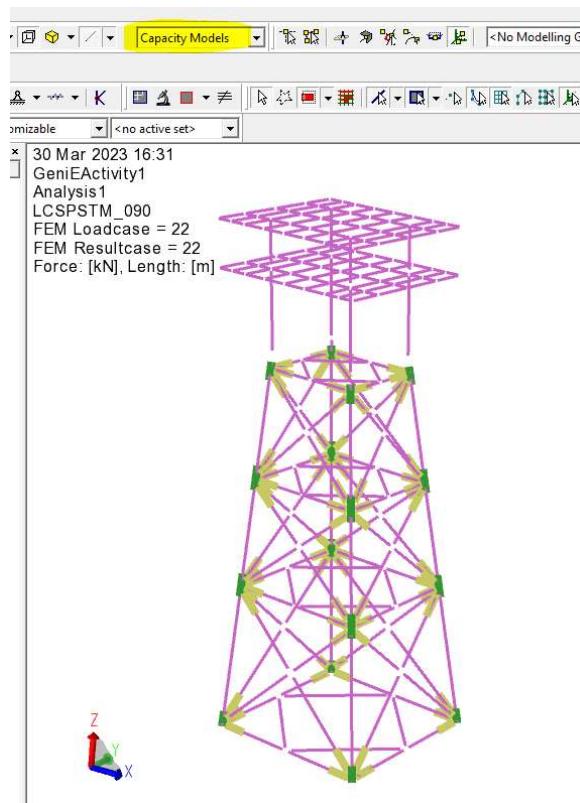 Capacity Models
<No Modelling G
omizable
<no active set>
30 Mar 2023 16:31
GeniEActivity1
Analysis1
LCSPSTM_090
FEM Loadcase = 22
FEM Resultcase = 22
Force: [kN], Length: [m]
Z
Y
X